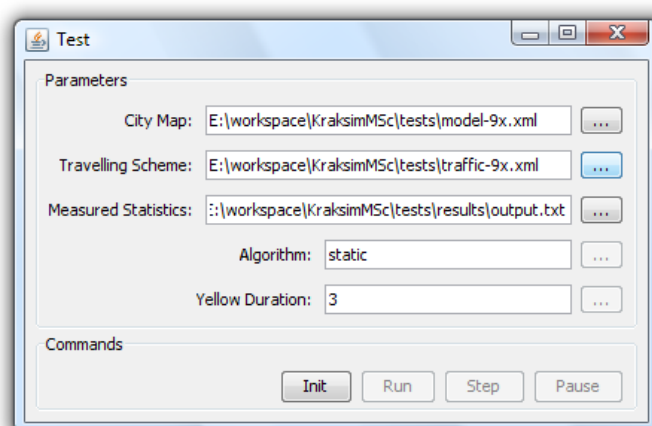 Test
Parameters
City Map: E:\workspace\KraksimMSc\tests\model-9x.xml ...
Travelling Scheme: E:\workspace\KraksimMSc\tests\traffic-9x.xml ...
Measured Statistics: E:\workspace\KraksimMSc\tests\results\output.txt ...
Algorithm: static ...
Yellow Duration: 3 ...
Commands
Init Run Step Pause